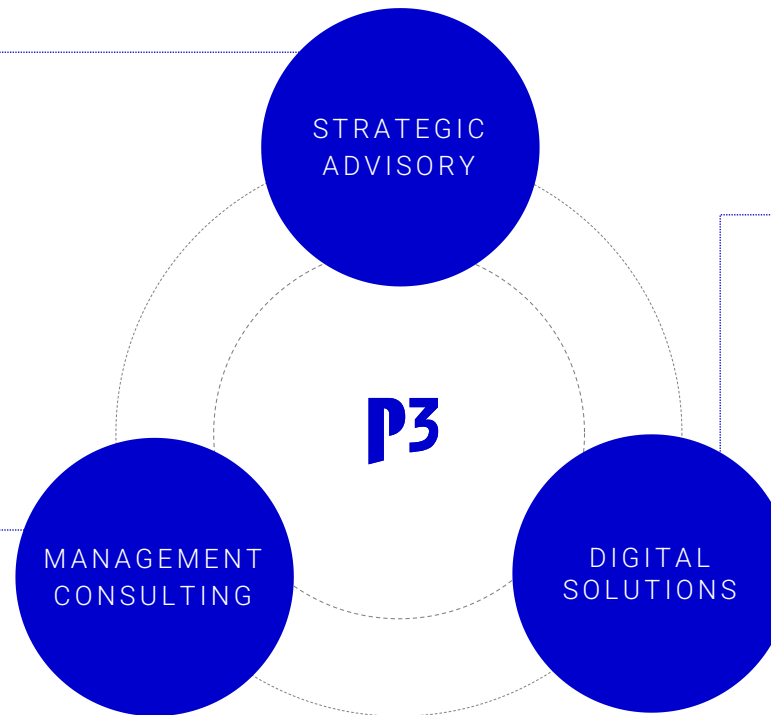 STRATEGIC
ADVISORY
P3
MANAGEMENT
CONSULTING
DIGITAL
SOLUTIONS